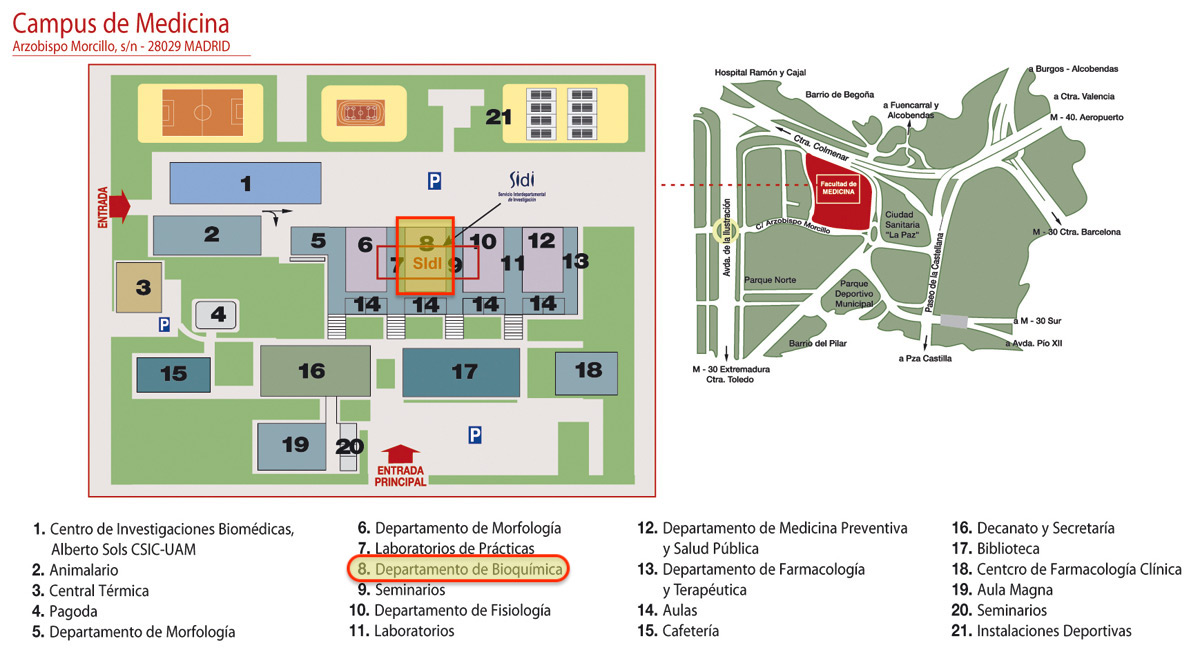 Campus de Medicina
Arzobispo Morcillo, s/n - 28029 MADRID
21
1
P
Sidi
Servicio Interdepartamental
de Investigación
ENTRADA
2
5
6
7
8
SIdI
9
10
11
12
13
3
14
14
14
14
P
4
15
16
17
18
19
20
P
ENTRADA
PRINCIPAL
Hospital Ramón y Cajal
Barrio de Begoña
a Burgos - Alcobendas
a Ctra. Valencia
a Fuencarral y
Alcobendas
M - 40. Aeropuerto
Ctra. Colmenar
Facultad de
MEDICINA
C/ Arzobispo Morcillo
Avda. de la Ilustración
Ciudad
Sanitaria
"La Paz"
M - 30 Ctra. Barcelona
Paseo de la Castellana
Parque Norte
Parque
Deportivo
Municipal
a M - 30 Sur
Barrio del Pilar
a Avda. Pío XII
a Pza Castilla
M - 30 Extremadura
Ctra. Toledo
1. Centro de Investigaciones Biomédicas,
Alberto Sols CSIC-UAM
2. Animalario
3. Central Térmica
4. Pagoda
5. Departamento de Morfología
6. Departamento de Morfología
7. Laboratorios de Prácticas
8. Departamento de Bioquímica
9. Seminarios
10. Departamento de Fisiología
11. Laboratorios
12. Departamento de Medicina Preventiva
y Salud Pública
13. Departamento de Farmacología
y Terapéutica
14. Aulas
15. Cafetería
16. Decanato y Secretaría
17. Biblioteca
18. Centcro de Farmacología Clínica
19. Aula Magna
20. Seminarios
21. Instalaciones Deportivas